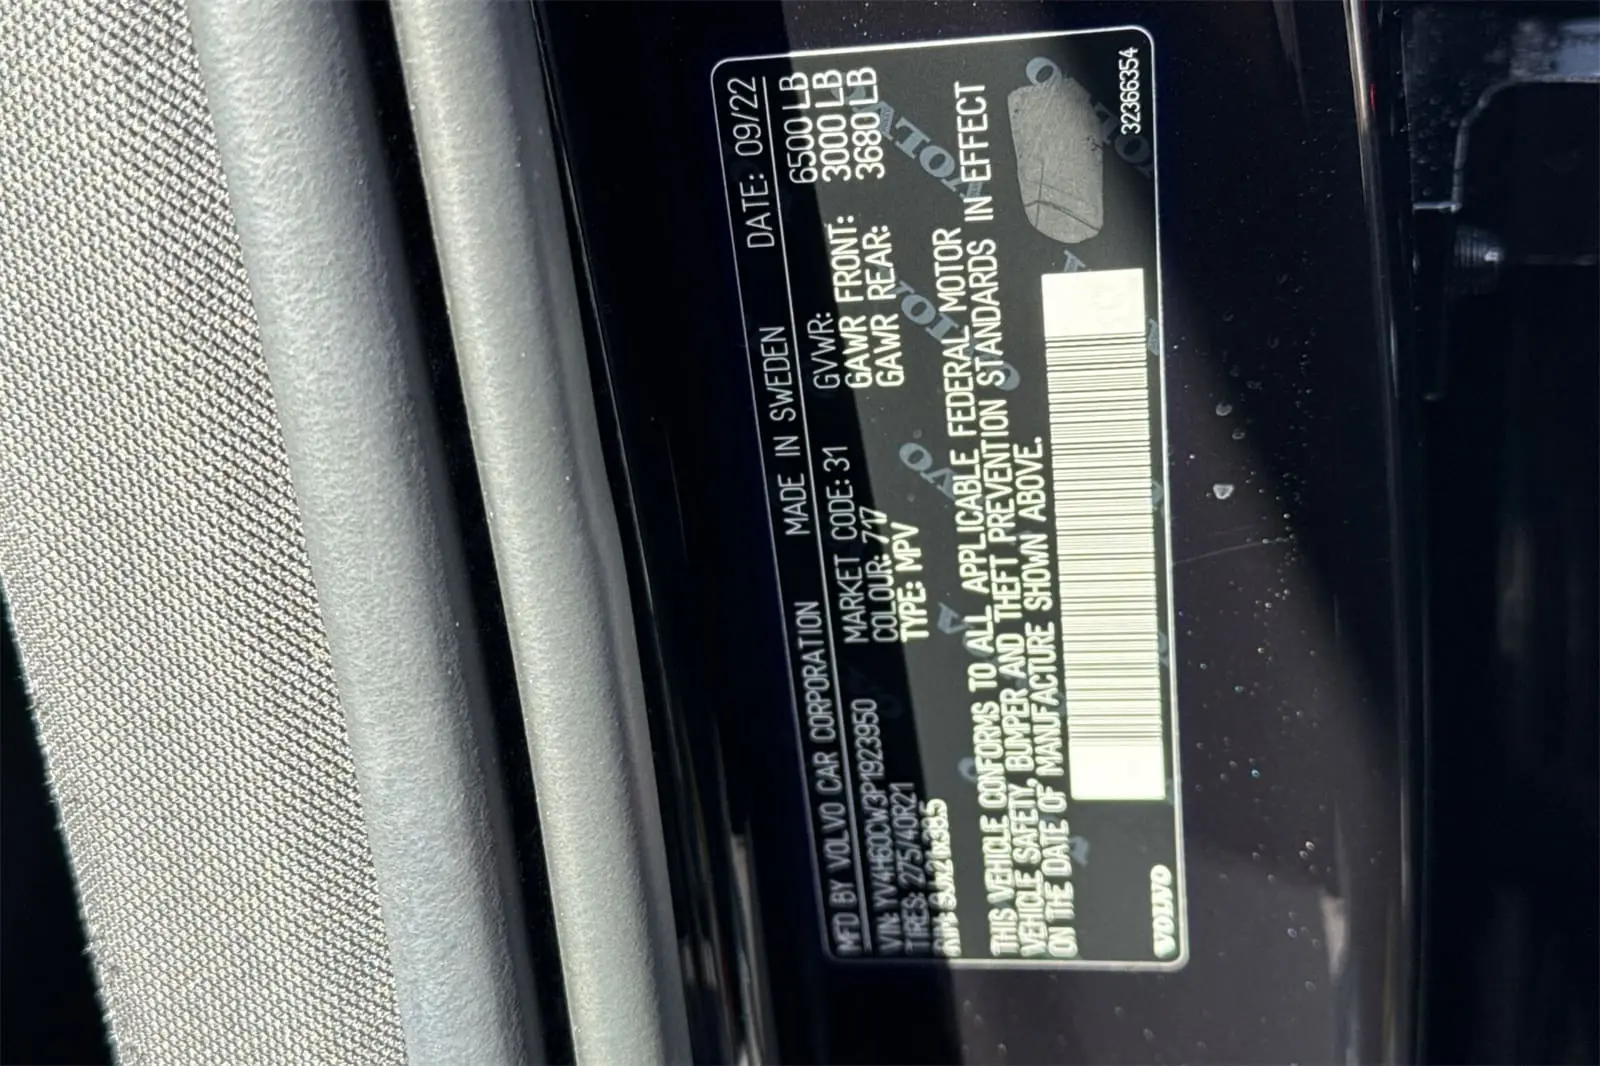 MFD BY VOLVO CAR CORPORATION MADE IN SWEDEN DATE: 09/22
VIN: YV4H60CW3P1923950 MARKET CODE: 31 GVWR: 6500 LB
TIRES: 275/40R21 COLOUR: 717 GAWR FRONT: 3000 LB
RIM: 9Jx21x38.5 TYPE: MPV GAWR REAR: 3680 LB
THIS VEHICLE CONFORMS TO ALL APPLICABLE FEDERAL MOTOR
VEHICLE SAFETY, BUMPER AND THEFT PREVENTION STANDARDS IN EFFECT
ON THE DATE OF MANUFACTURE SHOWN ABOVE.
VOLVO
32366354